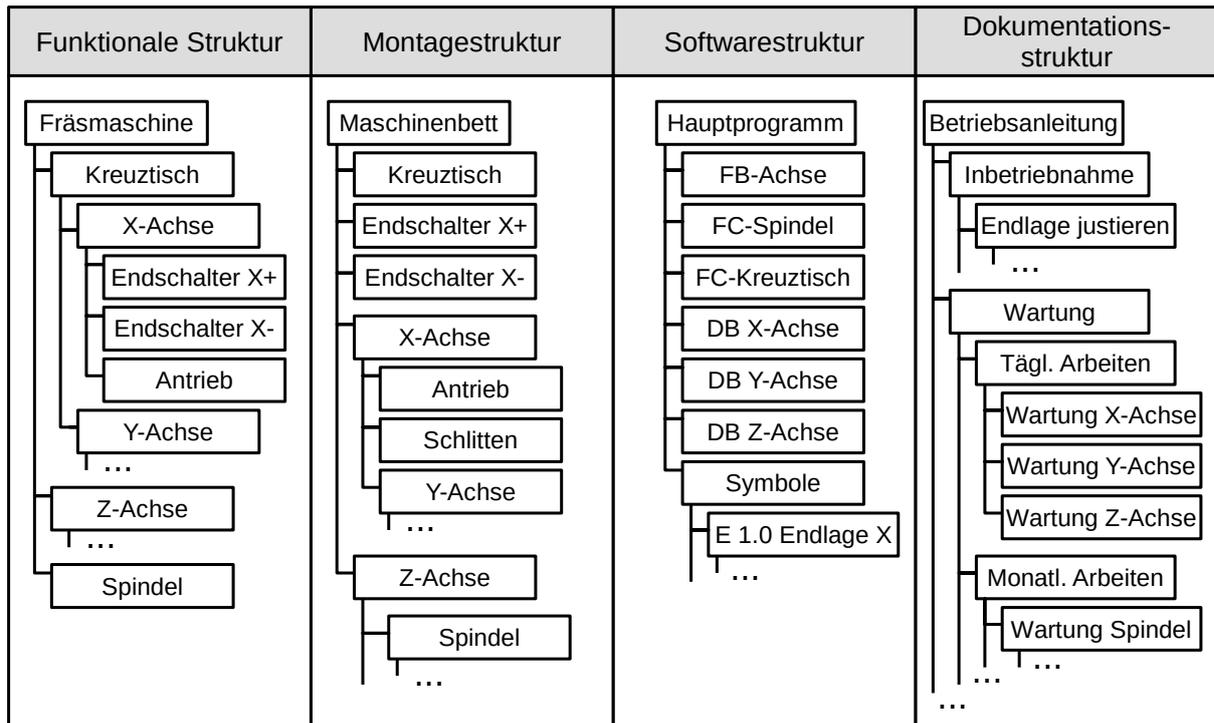 Funktionale Struktur
Montagestruktur
Softwarestruktur
Dokumentations-
struktur
Fräsmaschine
Kreuztisch
X-Achse
Endschalter X+
Endschalter X-
Antrieb
Y-Achse
...
Z-Achse
...
Spindel
Maschinenbett
Kreuztisch
Endschalter X+
Endschalter X-
X-Achse
Antrieb
Schlitten
Y-Achse
...
Z-Achse
Spindel
...
Hauptprogramm
FB-Achse
FC-Spindel
FC-Kreuztisch
DB X-Achse
DB Y-Achse
DB Z-Achse
Symbole
E 1.0 Endlage X
...
Betriebsanleitung
Inbetriebnahme
Endlage justieren
...
Wartung
Tägl. Arbeiten
Wartung X-Achse
Wartung Y-Achse
Wartung Z-Achse
Monatl. Arbeiten
Wartung Spindel
...
...
...